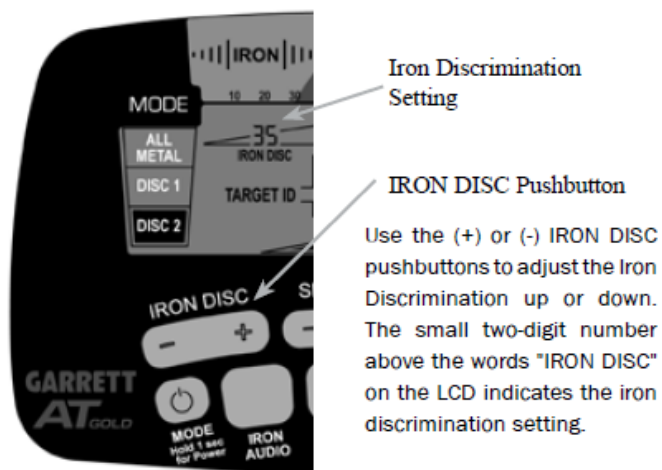 IRON
10 20 30
MODE
ALL
METAL
DISC 1
DISC 2
35
IRON DISC
TARGET ID
IRON DISC
- +
-
GARRETT
AT GOLD
MODE
Hold 1 sec
for Power
IRON
AUDIO
Iron Discrimination
Setting
IRON DISC Pushbutton
Use the (+) or (-) IRON DISC
pushbuttons to adjust the Iron
Discrimination up or down.
The small two-digit number
above the words "IRON DISC"
on the LCD indicates the iron
discrimination setting.